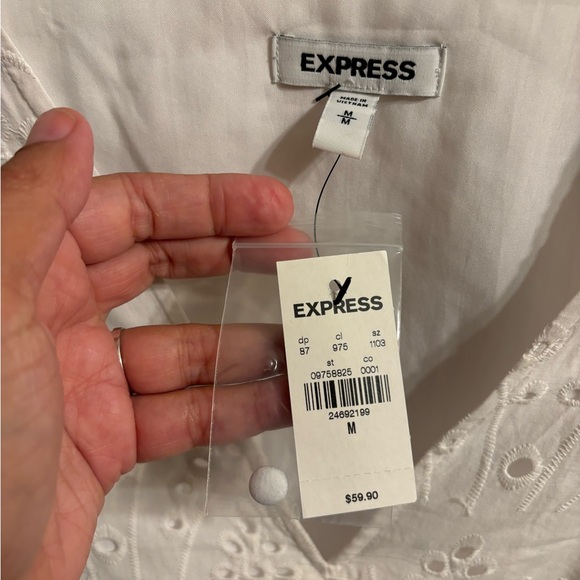 EXPRESS
MADE IN
VIETNAM
M
M
EXPRESS
dp cl sz
87 975 1103
st co
09758825 0001
24692199
M
$59.90